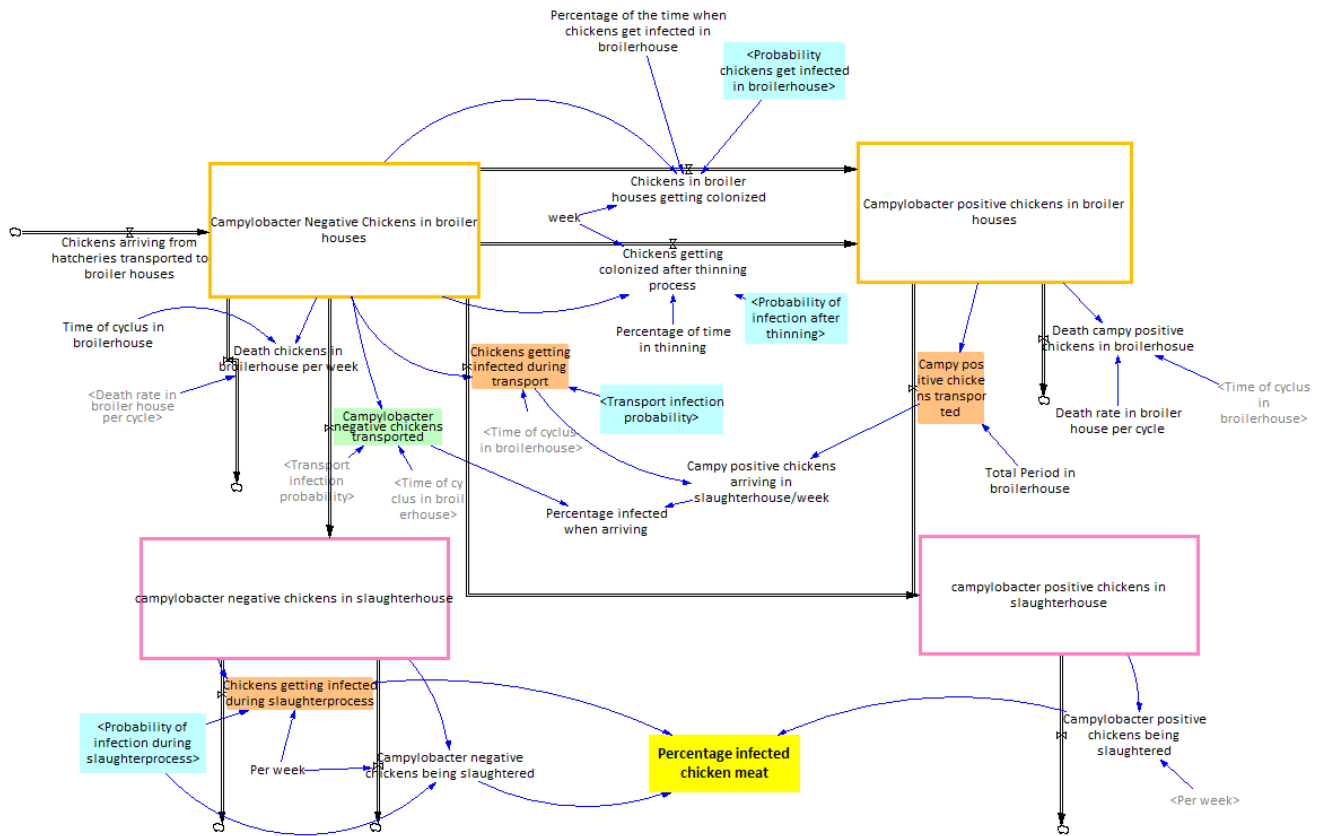 Percentage of the time when
chickens get infected in
broilerhouse
<Probability
chickens get infected
in broilerhouse>
Chickens in broiler
houses getting colonized
Campylobacter Negative Chickens in broiler
houses
Campylobacter positive chickens in broiler
houses
week
Chickens arriving from
hatcheries transported to
broiler houses
Chickens getting
colonized after thinning
process
<Probability of
infection after
thinning>
Percentage of time
in thinning
Time of cyclus in
broilerhouse
Death chickens in
broilerhouse per week
Chickens getting
infected during
transport
Death campy positive
chickens in broilerhosue
Campy pos
itive chicke
ns transpor
ted
<Death rate in
broiler house
per cycle>
<Transport infection
probability>
<Time of cyclus
in
broilerhouse>
Death rate in broiler
house per cycle
Campylobacter
negative chickens
transported
<Time of cyclus
in broilerhouse>
<Transport
infection
probability>
<Time of cy
clus in broil
erhouse>
Campy positive chickens
arriving in
slaughterhouse/week
Total Period in
broilerhouse
Percentage infected
when arriving
campylobacter negative chickens in slaughterhouse
campylobacter positive chickens in
slaughterhouse
Chickens getting infected
during slaughterprocess
<Probability of
infection during
slaughterprocess>
Per week
Campylobacter negative
chickens being slaughtered
Percentage infected
chicken meat
Campylobacter positive
chickens being
slaughtered
<Per week>